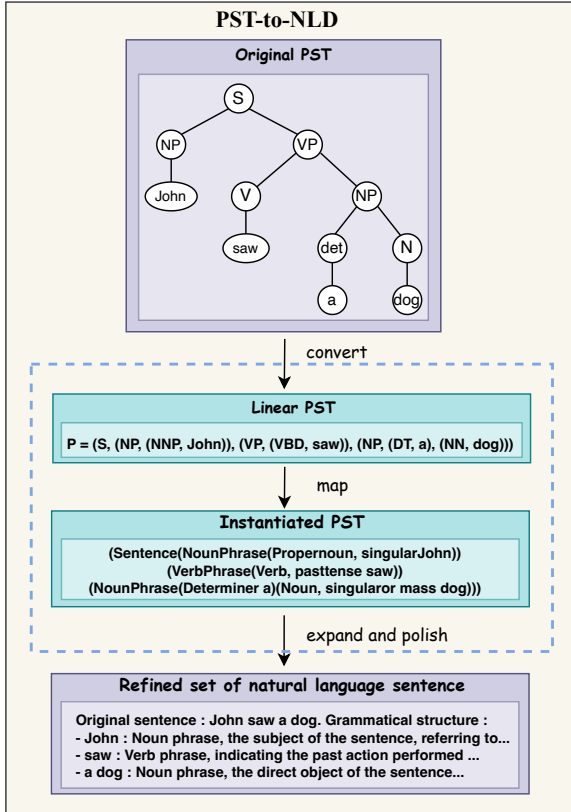 PST-to-NLD
Original PST
S
NP
VP
John
V
NP
saw
det
N
a
dog
convert
Linear PST
P = (S, (NP, (NNP, John)), (VP, (VBD, saw)), (NP, (DT, a), (NN, dog)))
map
Instantiated PST
(Sentence(NounPhrase(Propernoun, singularJohn))
(VerbPhrase(Verb, pasttense saw))
(NounPhrase(Determiner a)(Noun, singularor mass dog)))
expand and polish
Refined set of natural language sentence
Original sentence : John saw a dog. Grammatical structure :
- John : Noun phrase, the subject of the sentence, referring to...
- saw : Verb phrase, indicating the past action performed ...
- a dog : Noun phrase, the direct object of the sentence...